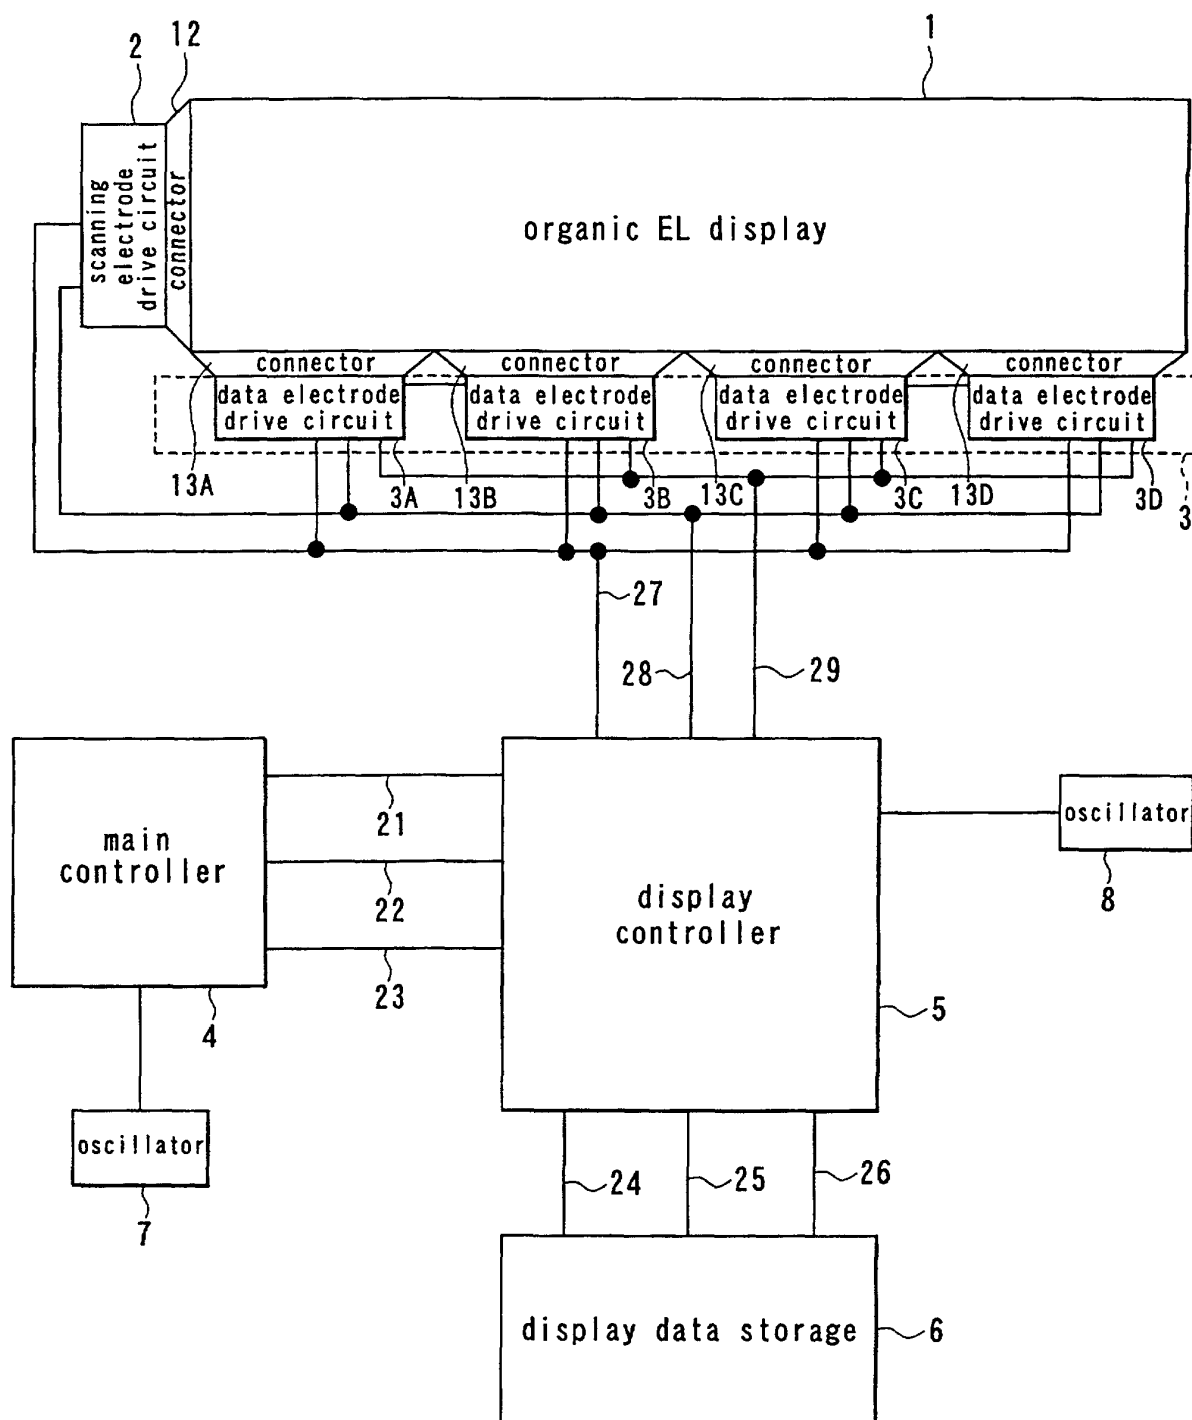 12
2
1
scanning
electrode
drive circuit
connector
organic EL display
connector
connector
connector
connector
data electrode
drive circuit
data electrode
drive circuit
data electrode
drive circuit
data electrode
drive circuit
13A
3A
13B
3B
13C
3C
13D
3D
3
27
28
29
main
controller
21
22
23
4
display
controller
5
oscillator
8
oscillator
7
24
25
26
display data storage
6